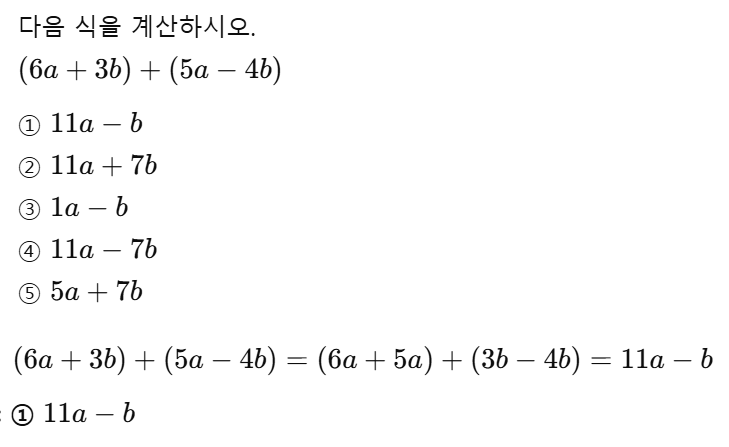 다음 식을 계산하시오.
(6a + 3b) + (5a − 4b)
① 11a − b
② 11a + 7b
③ 1a − b
④ 11a − 7b
⑤ 5a + 7b
(6a + 3b) + (5a − 4b) = (6a + 5a) + (3b − 4b) = 11a − b
: ① 11a − b